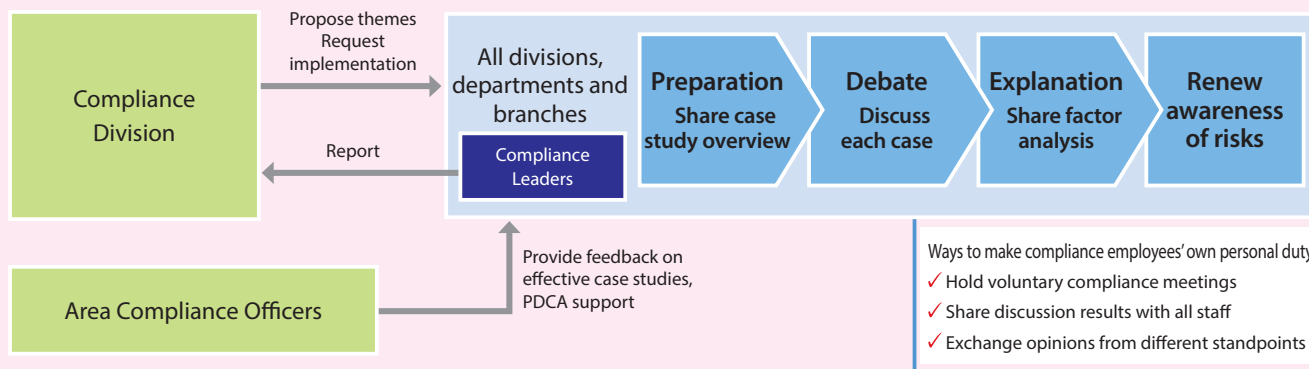 Compliance
Division
Propose themes
Request
implementation
Report
All divisions,
departments and
branches
Compliance
Leaders
Preparation
Share case
study overview
Debate
Discuss
each case
Explanation
Share factor
analysis
Renew
awareness
of risks
Area Compliance Officers
Provide feedback on
effective case studies,
PDCA support
Ways to make compliance employees' own personal duty
✓ Hold voluntary compliance meetings
✓ Share discussion results with all staff
✓ Exchange opinions from different standpoints